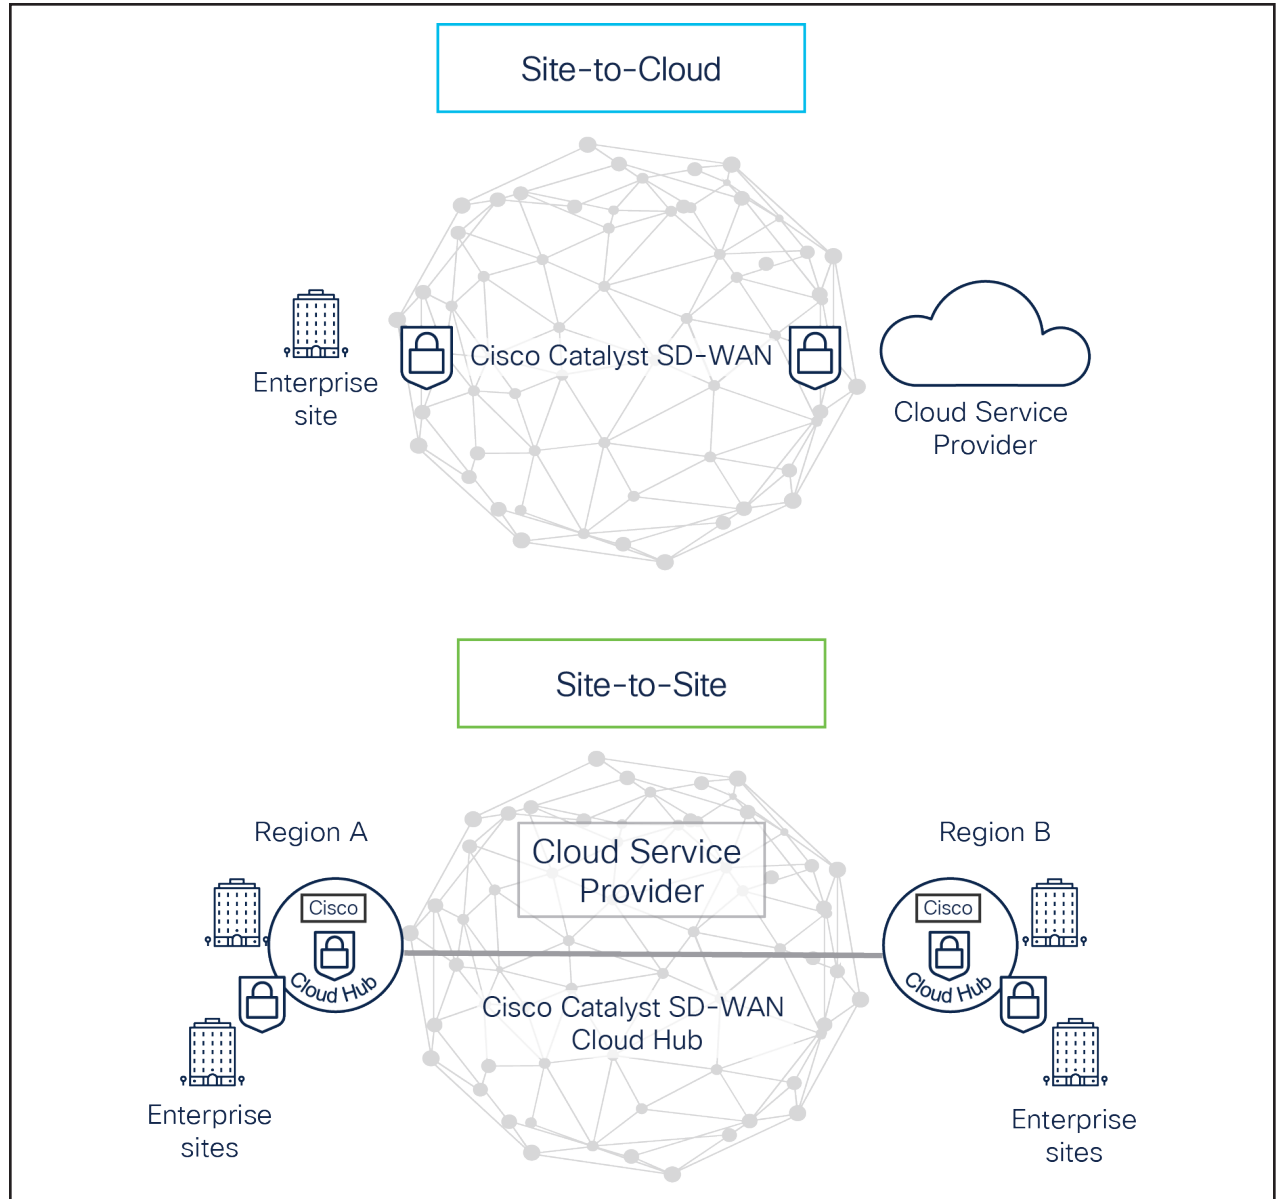 Site-to-Cloud
Cisco Catalyst SD-WAN
Enterprise
site
Cloud Service
Provider
Site-to-Site
Region A
Region B
Cloud Service
Provider
Cisco
Cloud Hub
Cisco
Cloud Hub
Cisco Catalyst SD-WAN
Cloud Hub
Enterprise
sites
Enterprise
sites